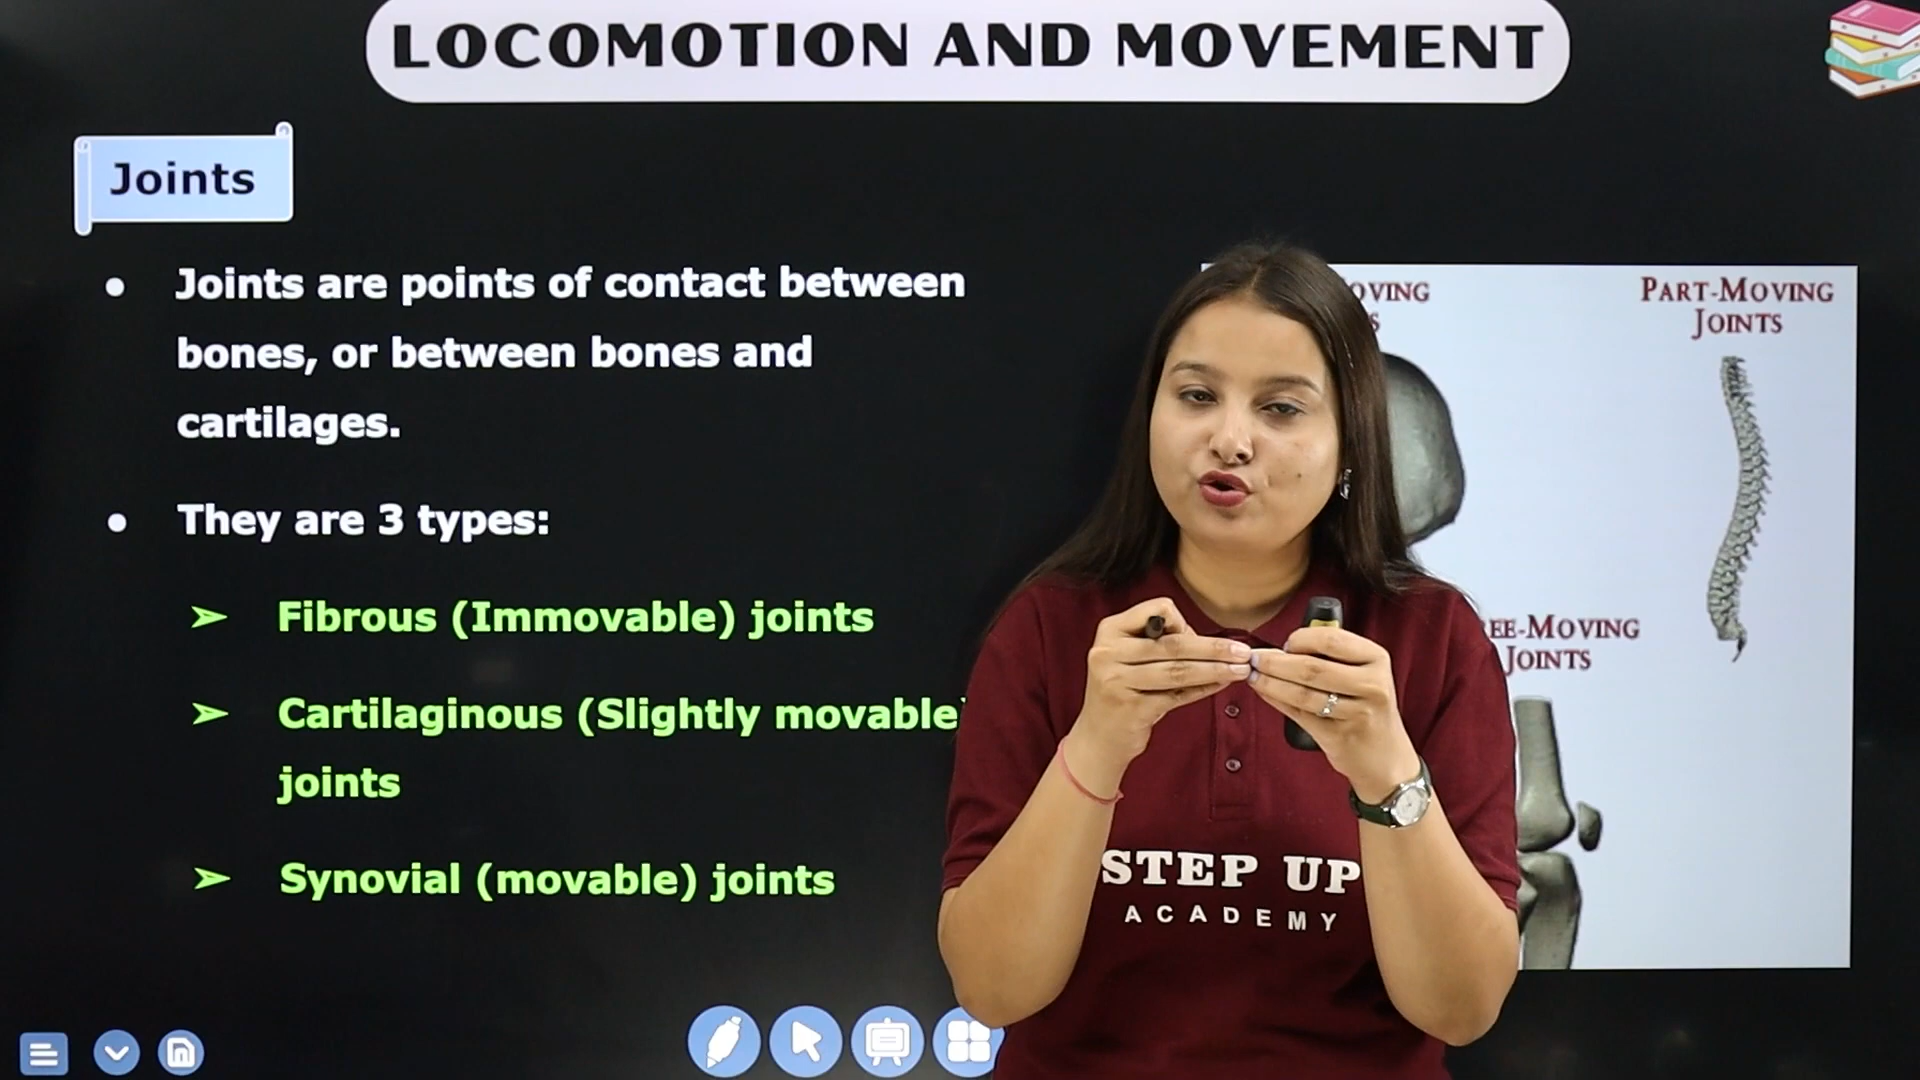 LOCOMOTION AND MOVEMENT
Joints
• Joints are points of contact between
bones, or between bones and
cartilages.
• They are 3 types:
➢ Fibrous (Immovable) joints
➢ Cartilaginous (Slightly movable)
joints
➢ Synovial (movable) joints
PART-MOVING
JOINTS
JOINTS
STEP UP
ACADEMY